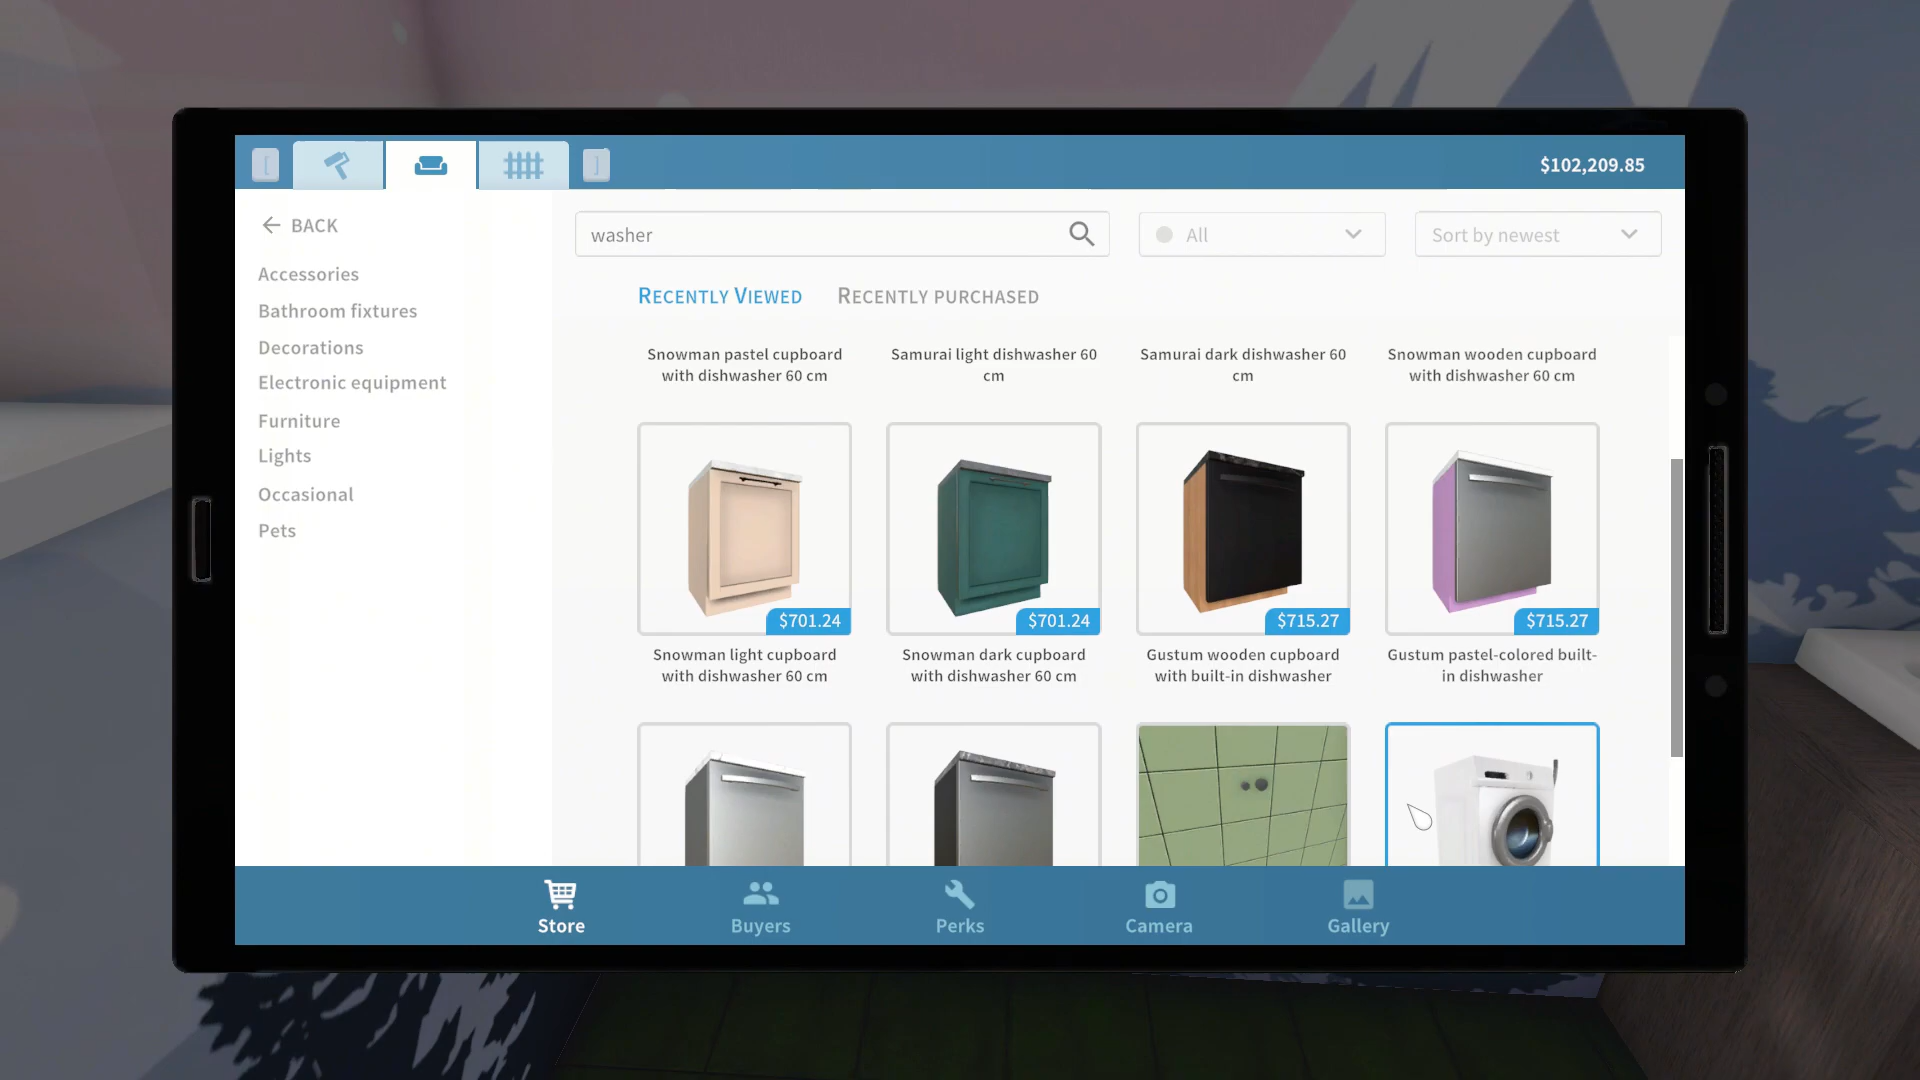 [
]
$102,209.85
BACK
washer
All
Sort by newest
Accessories
Bathroom fixtures
Decorations
Electronic equipment
Furniture
Lights
Occasional
Pets
RECENTLY VIEWED
RECENTLY PURCHASED
Snowman pastel cupboard
with dishwasher 60 cm
Samurai light dishwasher 60
cm
Samurai dark dishwasher 60
cm
Snowman wooden cupboard
with dishwasher 60 cm
$701.24
$701.24
$715.27
$715.27
Snowman light cupboard
with dishwasher 60 cm
Snowman dark cupboard
with dishwasher 60 cm
Gustum wooden cupboard
with built-in dishwasher
Gustum pastel-colored built-
in dishwasher
Store
Buyers
Perks
Camera
Gallery